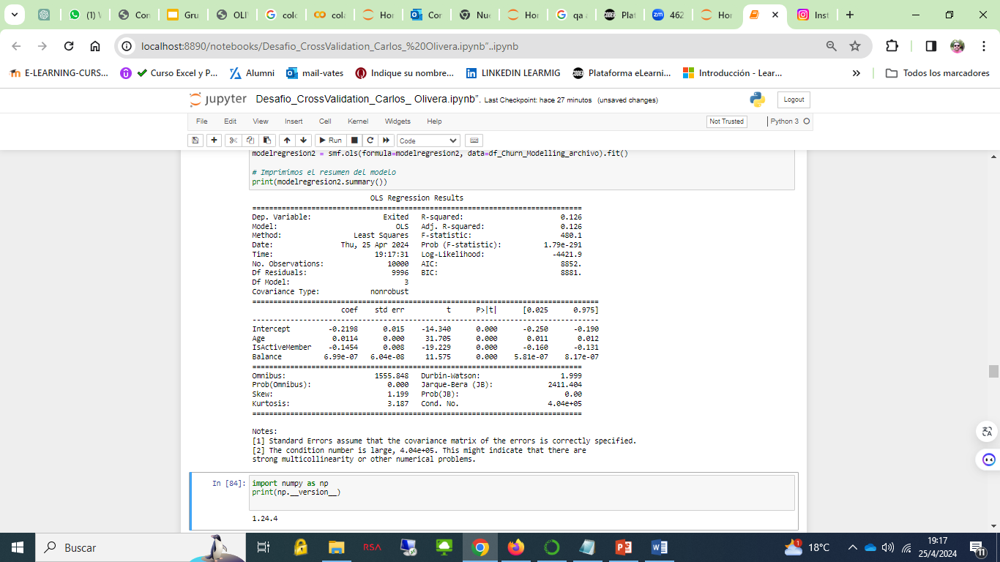 (1) W
Con
Gru
OLI
colo
cola
Hor
Cor
Nue
Hor
qa a
Plat
462
Hor
Inst
localhost:8890/notebooks/Desafio_CrossValidation_Carlos_%20Olivera.ipynb"..ipynb
E-LEARNING-CURS...
Curso Excel y P...
Alumni
mail-vates
Indique su nombre...
LINKEDIN LEARMIG
Plataforma eLearni...
Introducción - Lear...
»
Todos los marcadores
jupyter Desafio_CrossValidation_Carlos_ Olivera.ipynb". Last Checkpoint: hace 27 minutos (unsaved changes)
Logout
File Edit View Insert Cell Kernel Widgets Help
Not Trusted
Python 3
Run
Code
modelregresion2 = smf.ols(formula=modelregresion2, data=df_Churn_Modelling_archivo).fit()
# Imprimimos el resumen del modelo
print(modelregresion2.summary())
OLS Regression Results
==============================================================================
Dep. Variable: Exited R-squared: 0.126
Model: OLS Adj. R-squared: 0.126
Method: Least Squares F-statistic: 480.1
Date: Thu, 25 Apr 2024 Prob (F-statistic): 1.79e-291
Time: 19:17:31 Log-Likelihood: -4421.9
No. Observations: 10000 AIC: 8852.
Df Residuals: 9996 BIC: 8881.
Df Model: 3
Covariance Type: nonrobust
==================================================================================
coef std err t P>|t| [0.025 0.975]
----------------------------------------------------------------------------------
Intercept -0.2198 0.015 -14.340 0.000 -0.250 -0.190
Age 0.0114 0.000 31.705 0.000 0.011 0.012
IsActiveMember -0.1454 0.008 -19.229 0.000 -0.160 -0.131
Balance 6.99e-07 6.04e-08 11.575 0.000 5.81e-07 8.17e-07
==============================================================================
Omnibus: 1555.848 Durbin-Watson: 1.999
Prob(Omnibus): 0.000 Jarque-Bera (JB): 2411.404
Skew: 1.199 Prob(JB): 0.00
Kurtosis: 3.187 Cond. No. 4.04e+05
==============================================================================
Notes:
[1] Standard Errors assume that the covariance matrix of the errors is correctly specified.
[2] The condition number is large, 4.04e+05. This might indicate that there are
strong multicollinearity or other numerical problems.
In [84]: import numpy as np
print(np.__version__)
1.24.4
Buscar
RSA
1
18°C
19:17
25/4/2024
11